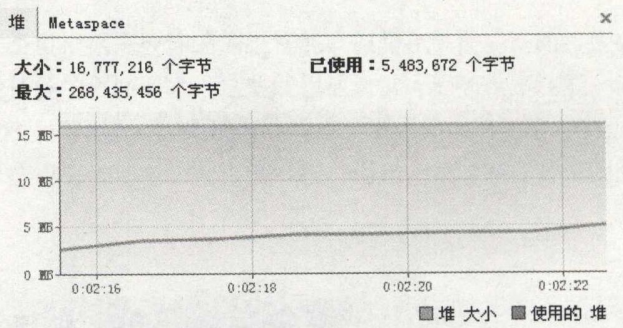 堆 Metaspace ×
大小：16,777,216 个字节 已使用：5,483,672 个字节
最大：268,435,456 个字节
15 MB
10 MB
5 MB
0 MB
0:02:16 0:02:18 0:02:20 0:02:22
堆 大小 使用的 堆